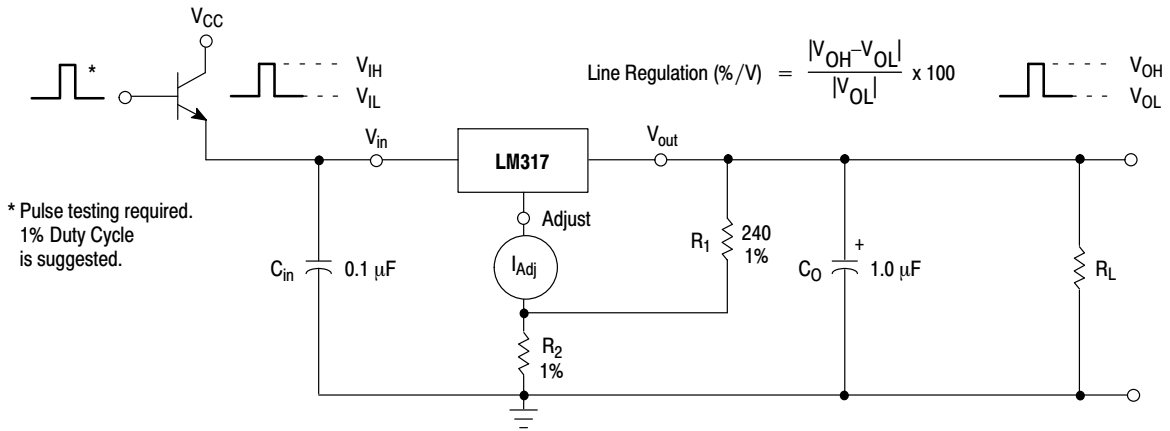 V_CC
*
V_IH
V_IL
Line Regulation (%/V) = |V_OH–V_OL| / |V_OL| x 100
V_OH
V_OL
V_in
LM317
V_out
* Pulse testing required.
1% Duty Cycle
is suggested.
Adjust
I_Adj
C_in
0.1 μF
R_1
240
1%
+
C_O
1.0 μF
R_L
R_2
1%